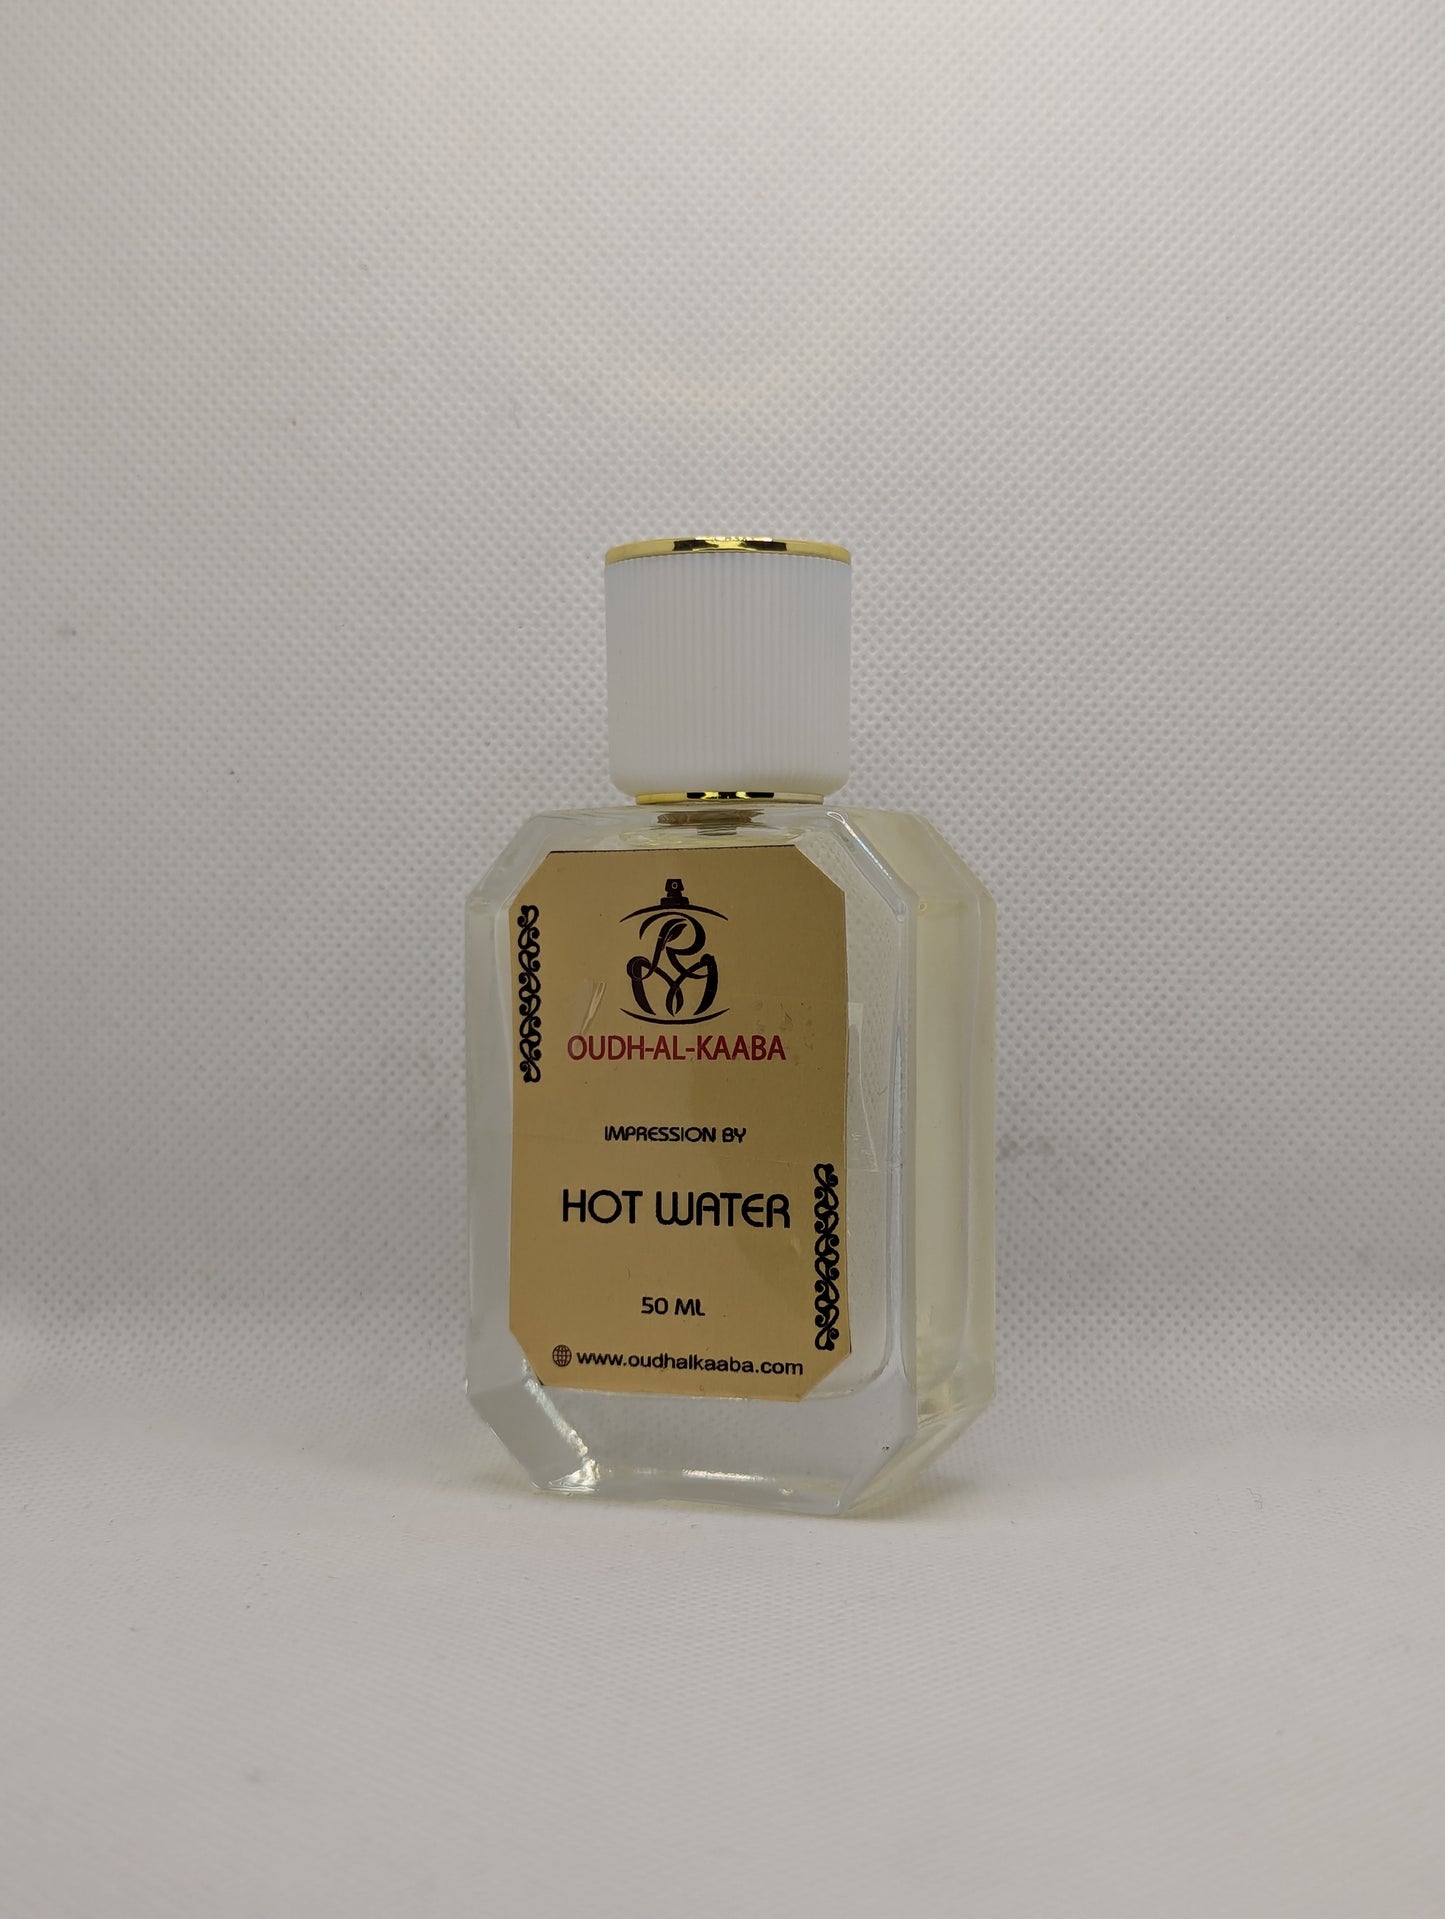 OUDH-AL-KAABA
IMPRESSION BY
HOT WATER
50 ML
www.oudhalkaaba.com